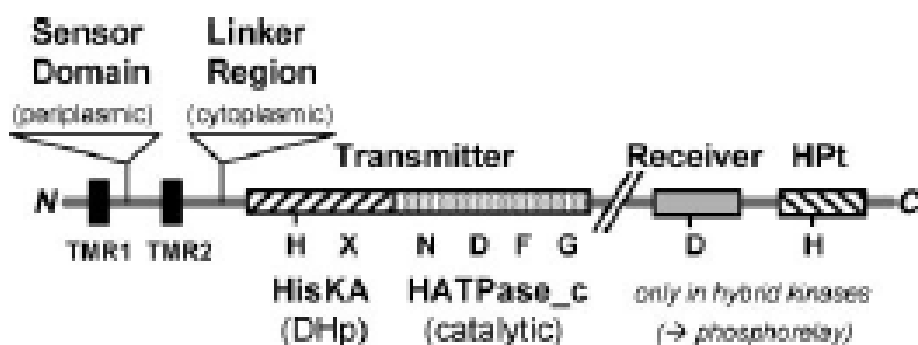 Sensor Domain
(periplasmic)
Linker Region
(cytoplasmic)
Transmitter
Receiver
HPt
N
C
TMR1
TMR2
H X N D F G D H
HisKA
(DHp)
HATPase_c
(catalytic)
only in hybrid kinases
(→ phosphorelay)